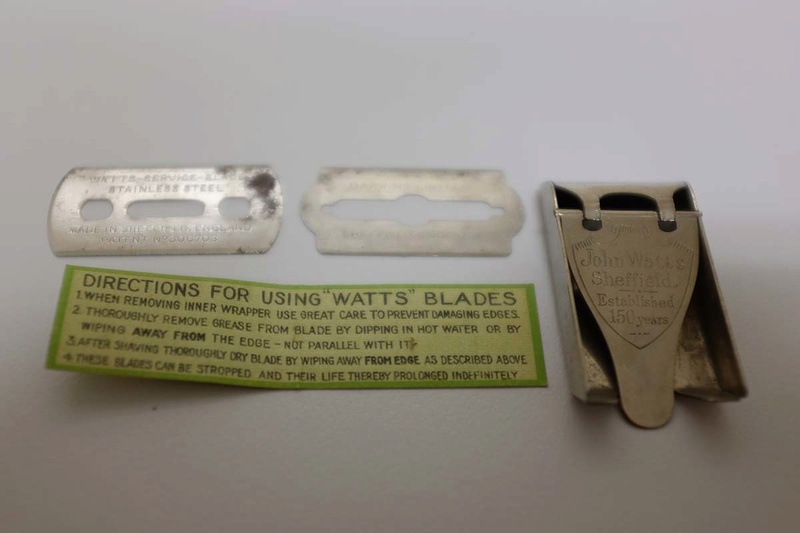 WATTS-SERVICE-BLADE
STAINLESS STEEL
MADE IN SHEFFIELD, ENGLAND
PATENT No
DIRECTIONS FOR USING "WATTS" BLADES
1. WHEN REMOVING INNER WRAPPER USE GREAT CARE TO PREVENT DAMAGING EDGES.
2. THOROUGHLY REMOVE GREASE FROM BLADE BY DIPPING IN HOT WATER OR BY
WIPING AWAY FROM THE EDGE - NOT PARALLEL WITH IT
3. AFTER SHAVING THOROUGHLY DRY BLADE BY WIPING AWAY FROM EDGE AS DESCRIBED ABOVE
4. THESE BLADES CAN BE STROPPED AND THEIR LIFE THEREBY PROLONGED INDEFINITELY
John Watts
Sheffield.
Established
150 years